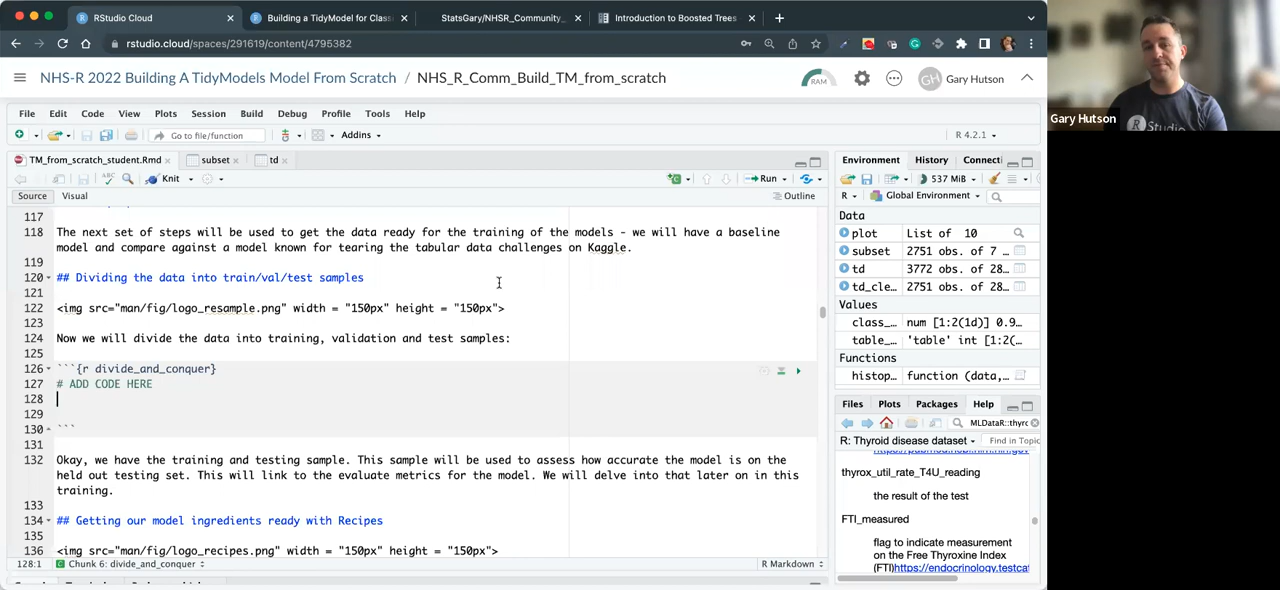 RStudio Cloud
Building a TidyModel for Class
StatsGary/NHSR_Community_
Introduction to Boosted Trees
rstudio.cloud/spaces/291619/content/4795382
NHS-R 2022 Building A TidyModels Model From Scratch / NHS_R_Comm_Build_TM_from_scratch
RAM
GH Gary Hutson
File Edit Code View Plots Session Build Debug Profile Tools Help
Go to file/function Addins
R 4.2.1
TM_from_scratch_student.Rmd subset td
ABC Knit Run
Source Visual Outline
117
118 The next set of steps will be used to get the data ready for the training of the models - we will have a baseline
model and compare against a model known for tearing the tabular data challenges on Kaggle.
119
120 ## Dividing the data into train/val/test samples
121
122 <img src="man/fig/logo_resample.png" width = "150px" height = "150px">
123
124 Now we will divide the data into training, validation and test samples:
125
126 ```{r divide_and_conquer}
127 # ADD CODE HERE
128
129
130 ```
131
132 Okay, we have the training and testing sample. This sample will be used to assess how accurate the model is on the
held out testing set. This will link to the evaluate metrics for the model. We will delve into that later on in this
training.
133
134 ## Getting our model ingredients ready with Recipes
135
136 <img src="man/fig/logo_recipes.png" width = "150px" height = "150px">
128:1 Chunk 6: divide_and_conquer R Markdown
Environment History Connecti
537 MiB
R Global Environment
Data
plot List of 10
subset 2751 obs. of 7 …
td 3772 obs. of 28…
td_cle… 2751 obs. of 28…
Values
class_… num [1:2(1d)] 0.9…
table_… 'table' int [1:2(…
Functions
histop… function (data,…
Files Plots Packages Help
MLDataR::thyrc
R: Thyroid disease dataset Find in Topic
thyrox_util_rate_T4U_reading
the result of the test
FTI_measured
flag to indicate measurement
on the Free Thyroxine Index
(FTI)https://endocrinology.testcat
Gary Hutson
R Studio